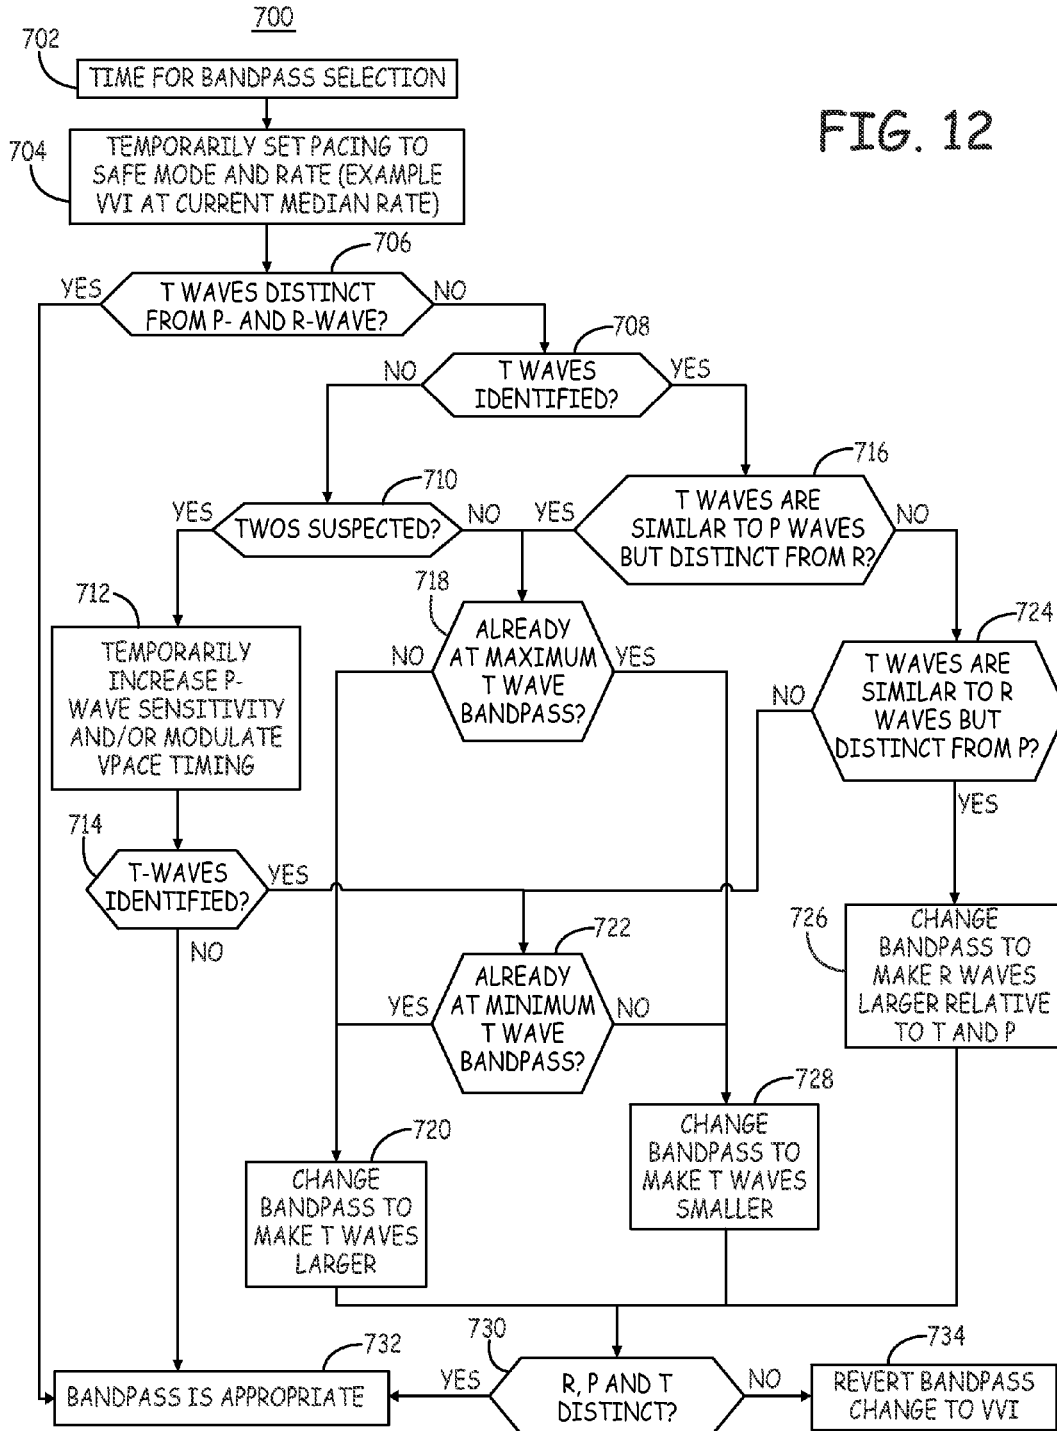 700
702
TIME FOR BANDPASS SELECTION
FIG. 12
704
TEMPORARILY SET PACING TO
SAFE MODE AND RATE (EXAMPLE
VVI AT CURRENT MEDIAN RATE)
706
YES
T WAVES DISTINCT
FROM P- AND R-WAVE?
NO
708
NO
T WAVES
IDENTIFIED?
YES
710
YES
TWOS SUSPECTED?
NO
716
YES
T WAVES ARE
SIMILAR TO P WAVES
BUT DISTINCT FROM R?
NO
712
TEMPORARILY
INCREASE P-
WAVE SENSITIVITY
AND/OR MODULATE
VPACE TIMING
718
NO
ALREADY
AT MAXIMUM
T WAVE
BANDPASS?
YES
724
NO
T WAVES ARE
SIMILAR TO R
WAVES BUT
DISTINCT FROM P?
YES
714
T-WAVES
IDENTIFIED?
YES
NO
722
YES
ALREADY
AT MINIMUM
T WAVE
BANDPASS?
NO
726
CHANGE
BANDPASS TO
MAKE R WAVES
LARGER RELATIVE
TO T AND P
720
CHANGE
BANDPASS TO
MAKE T WAVES
LARGER
728
CHANGE
BANDPASS TO
MAKE T WAVES
SMALLER
732
BANDPASS IS APPROPRIATE
730
YES
R, P AND T
DISTINCT?
NO
734
REVERT BANDPASS
CHANGE TO VVI